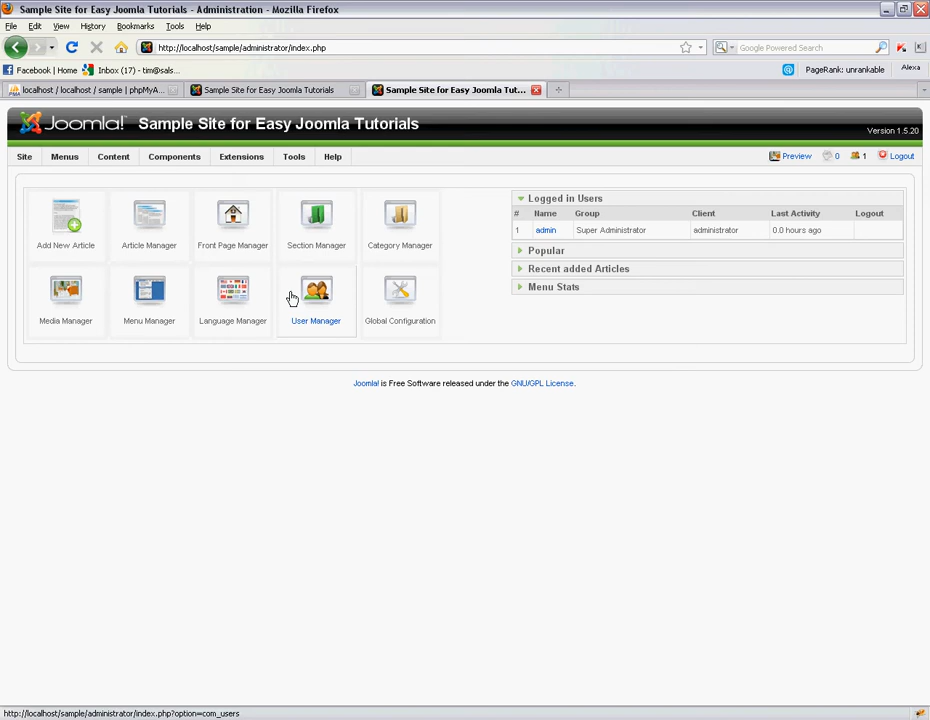 Sample Site for Easy Joomla Tutorials - Administration - Mozilla Firefox
File Edit View History Bookmarks Tools Help
http://localhost/sample/administrator/index.php
Google Powered Search
Facebook | Home Inbox (17) - tim@sals... PageRank: unrankable Alexa
localhost / localhost / sample | phpMyA... Sample Site for Easy Joomla Tutorials Sample Site for Easy Joomla Tut...
Joomla! Sample Site for Easy Joomla Tutorials
Version 1.5.20
Site Menus Content Components Extensions Tools Help Preview 0 1 Logout
Add New Article Article Manager Front Page Manager Section Manager Category Manager
Media Manager Menu Manager Language Manager User Manager Global Configuration
Logged in Users
# Name Group Client Last Activity Logout
1 admin Super Administrator administrator 0.0 hours ago
Popular
Recent added Articles
Menu Stats
Joomla! is Free Software released under the GNU/GPL License.
http://localhost/sample/administrator/index.php?option=com_users